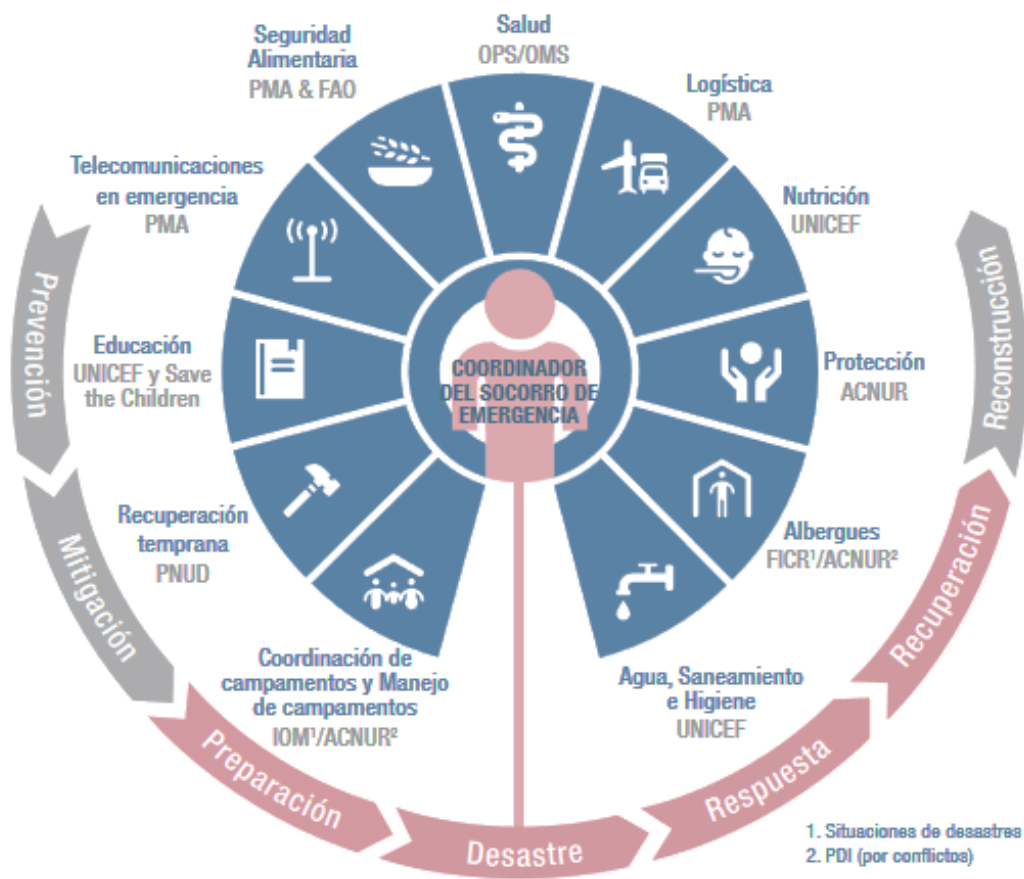 Salud
OPS/OMS
Seguridad
Alimentaria
PMA & FAO
Logística
PMA
Telecomunicaciones
en emergencia
PMA
Nutrición
UNICEF
Educación
UNICEF y Save
the Children
COORDINADOR
DEL SOCORRO DE
EMERGENCIA
Protección
ACNUR
Recuperación
temprana
PNUD
Albergues
FICR¹/ACNUR²
Coordinación de
campamentos y Manejo
de campamentos
IOM¹/ACNUR²
Agua, Saneamiento
e Higiene
UNICEF
Prevención
Mitigación
Preparación
Desastre
Respuesta
Recuperación
Reconstrucción
1. Situaciones de desastres
2. PDI (por conflictos)